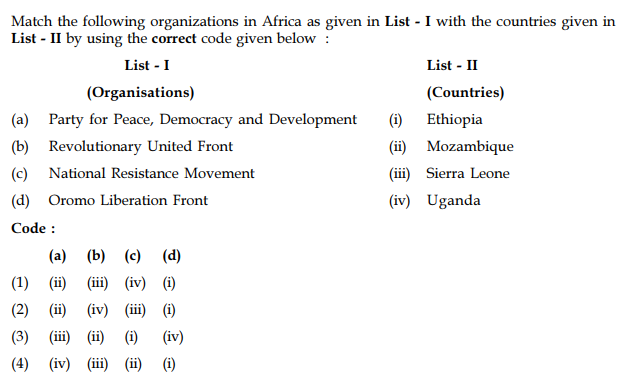 Match the following organizations in Africa as given in List - I with the countries given in
List - II by using the correct code given below :
List - I List - II
(Organisations) (Countries)
(a) Party for Peace, Democracy and Development (i) Ethiopia
(b) Revolutionary United Front (ii) Mozambique
(c) National Resistance Movement (iii) Sierra Leone
(d) Oromo Liberation Front (iv) Uganda
Code :
(a) (b) (c) (d)
(1) (ii) (iii) (iv) (i)
(2) (ii) (iv) (iii) (i)
(3) (iii) (ii) (i) (iv)
(4) (iv) (iii) (ii) (i)